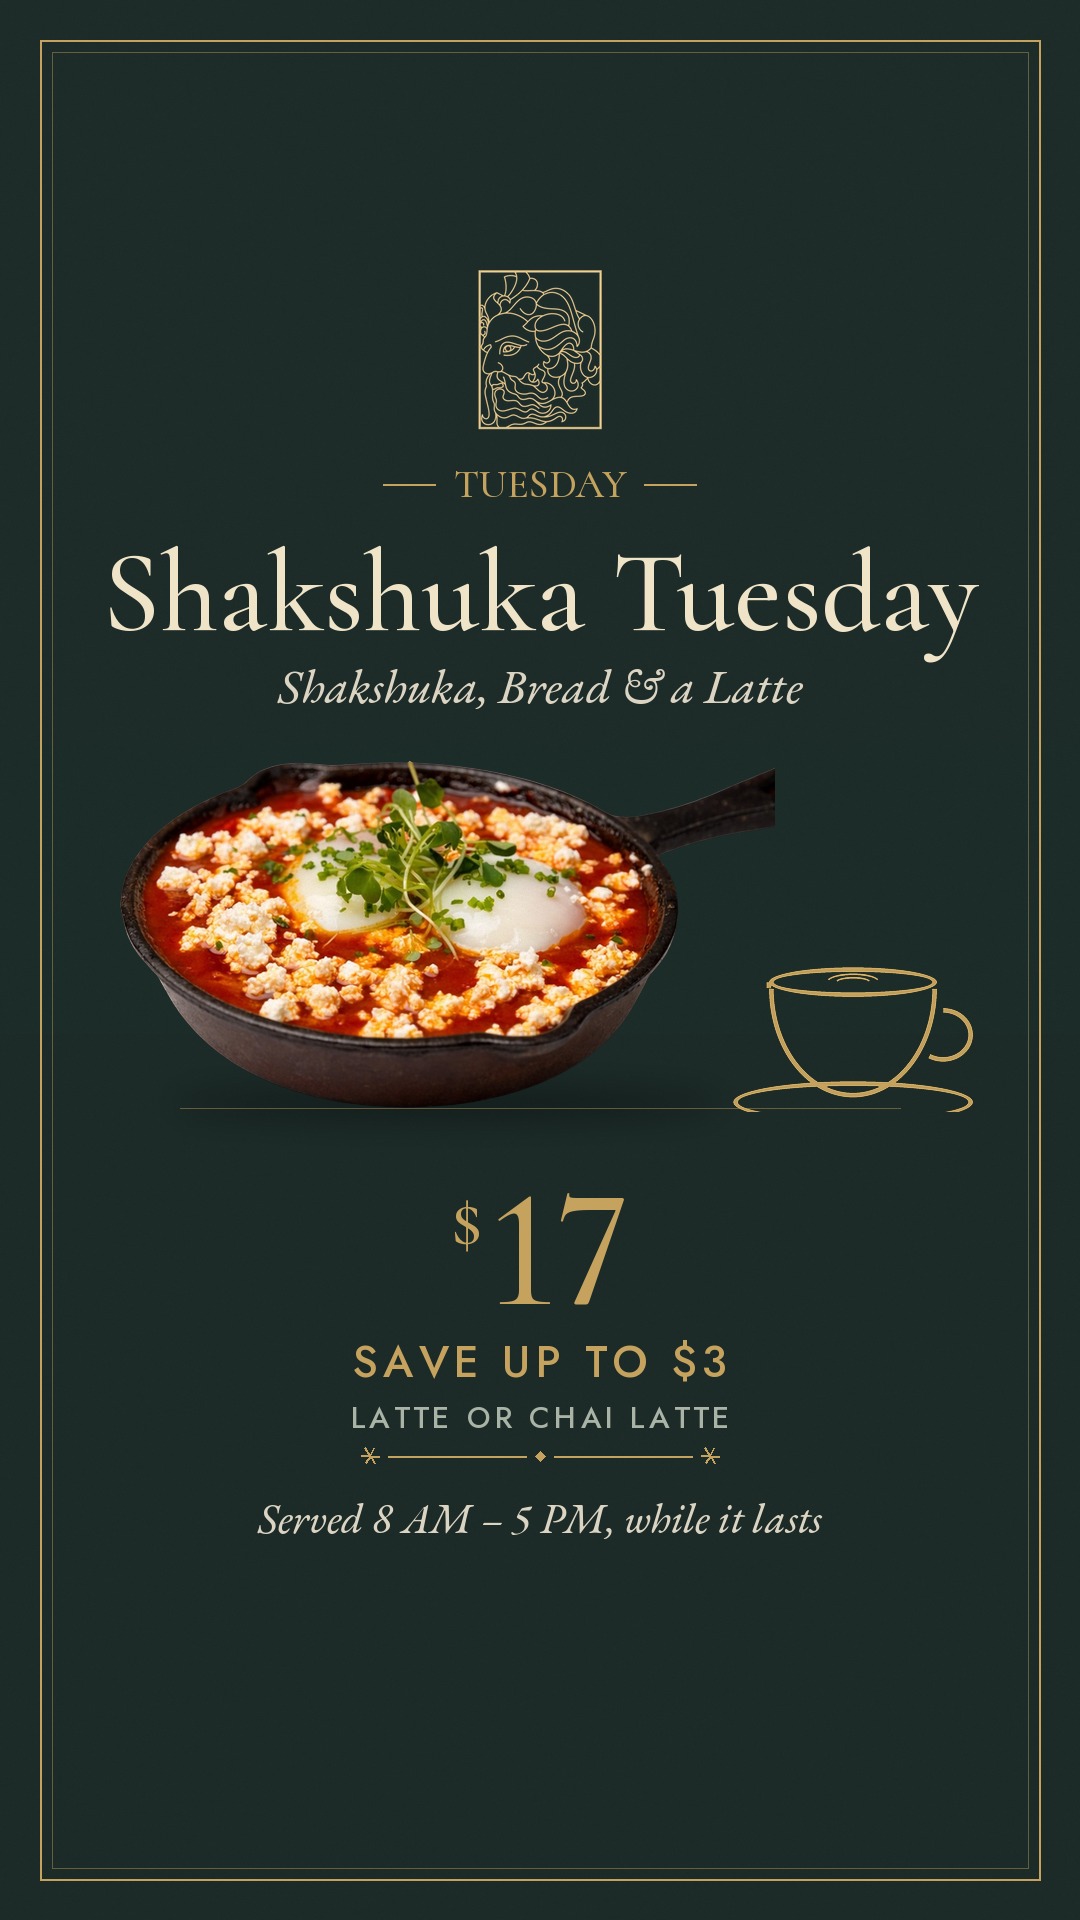 TUESDAY
Shakshuka Tuesday
Shakshuka, Bread & a Latte
$17
SAVE UP TO $3
LATTE OR CHAI LATTE
Served 8 AM – 5 PM, while it lasts